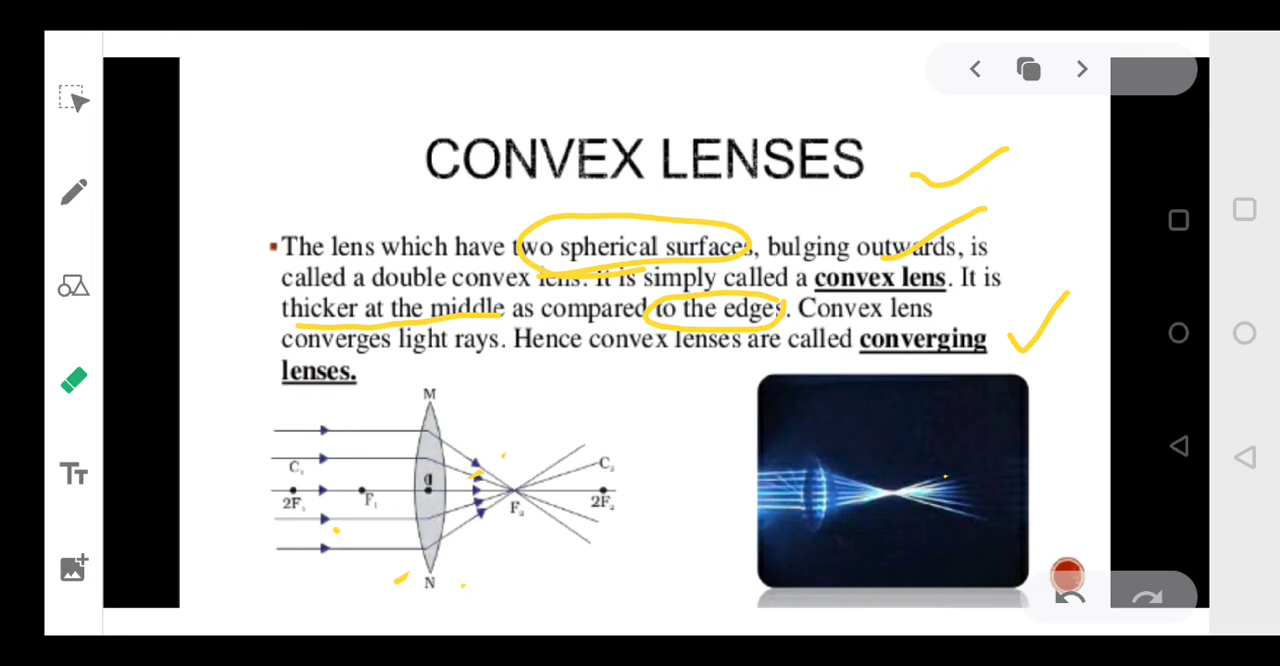 CONVEX LENSES
▪The lens which have two spherical surfaces, bulging outwards, is
called a double convex lens. It is simply called a convex lens. It is
thicker at the middle as compared to the edges. Convex lens
converges light rays. Hence convex lenses are called converging
lenses.
M
C₁
C₂
2F₁
F₁
F₂
2F₂
N
Tт